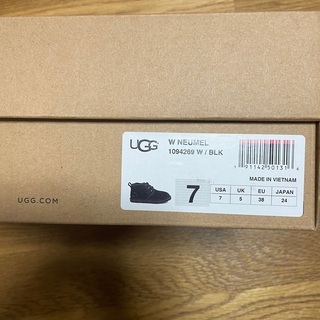 UGG
W NEUMEL
1094269 W / BLK
7
USA UK EU JAPAN
7 5 38 24
MADE IN VIETNAM
UGG.COM